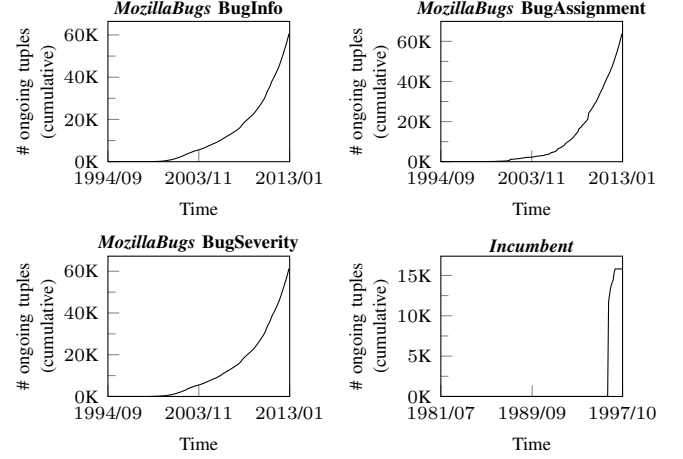 MozillaBugs BugInfo
# ongoing tuples
(cumulative)
60K
40K
20K
0K
1994/09 2003/11 2013/01
Time
MozillaBugs BugAssignment
# ongoing tuples
(cumulative)
60K
40K
20K
0K
1994/09 2003/11 2013/01
Time
MozillaBugs BugSeverity
# ongoing tuples
(cumulative)
60K
40K
20K
0K
1994/09 2003/11 2013/01
Time
Incumbent
# ongoing tuples
(cumulative)
15K
10K
5K
0K
1981/07 1989/09 1997/10
Time